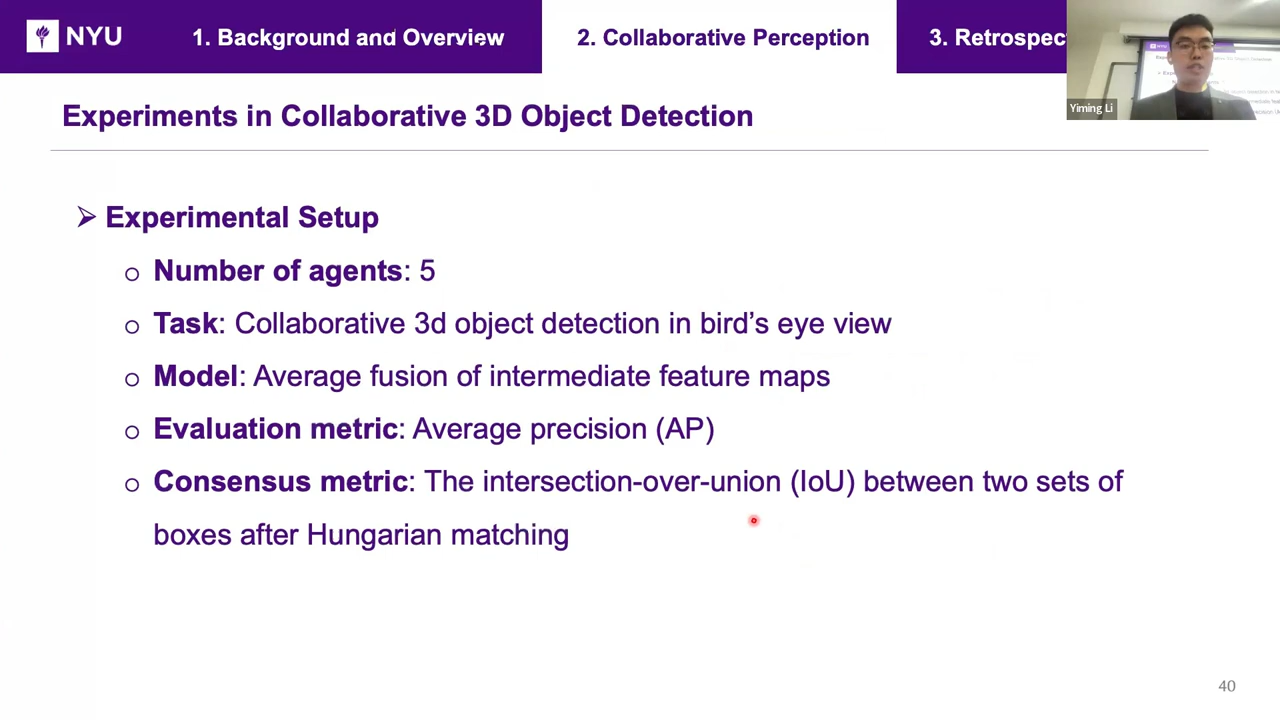 NYU
1. Background and Overview
2. Collaborative Perception
3. Retrospec
Yiming Li
Experiments in Collaborative 3D Object Detection
➢ Experimental Setup
o Number of agents: 5
o Task: Collaborative 3d object detection in bird’s eye view
o Model: Average fusion of intermediate feature maps
o Evaluation metric: Average precision (AP)
o Consensus metric: The intersection-over-union (IoU) between two sets of
boxes after Hungarian matching
40